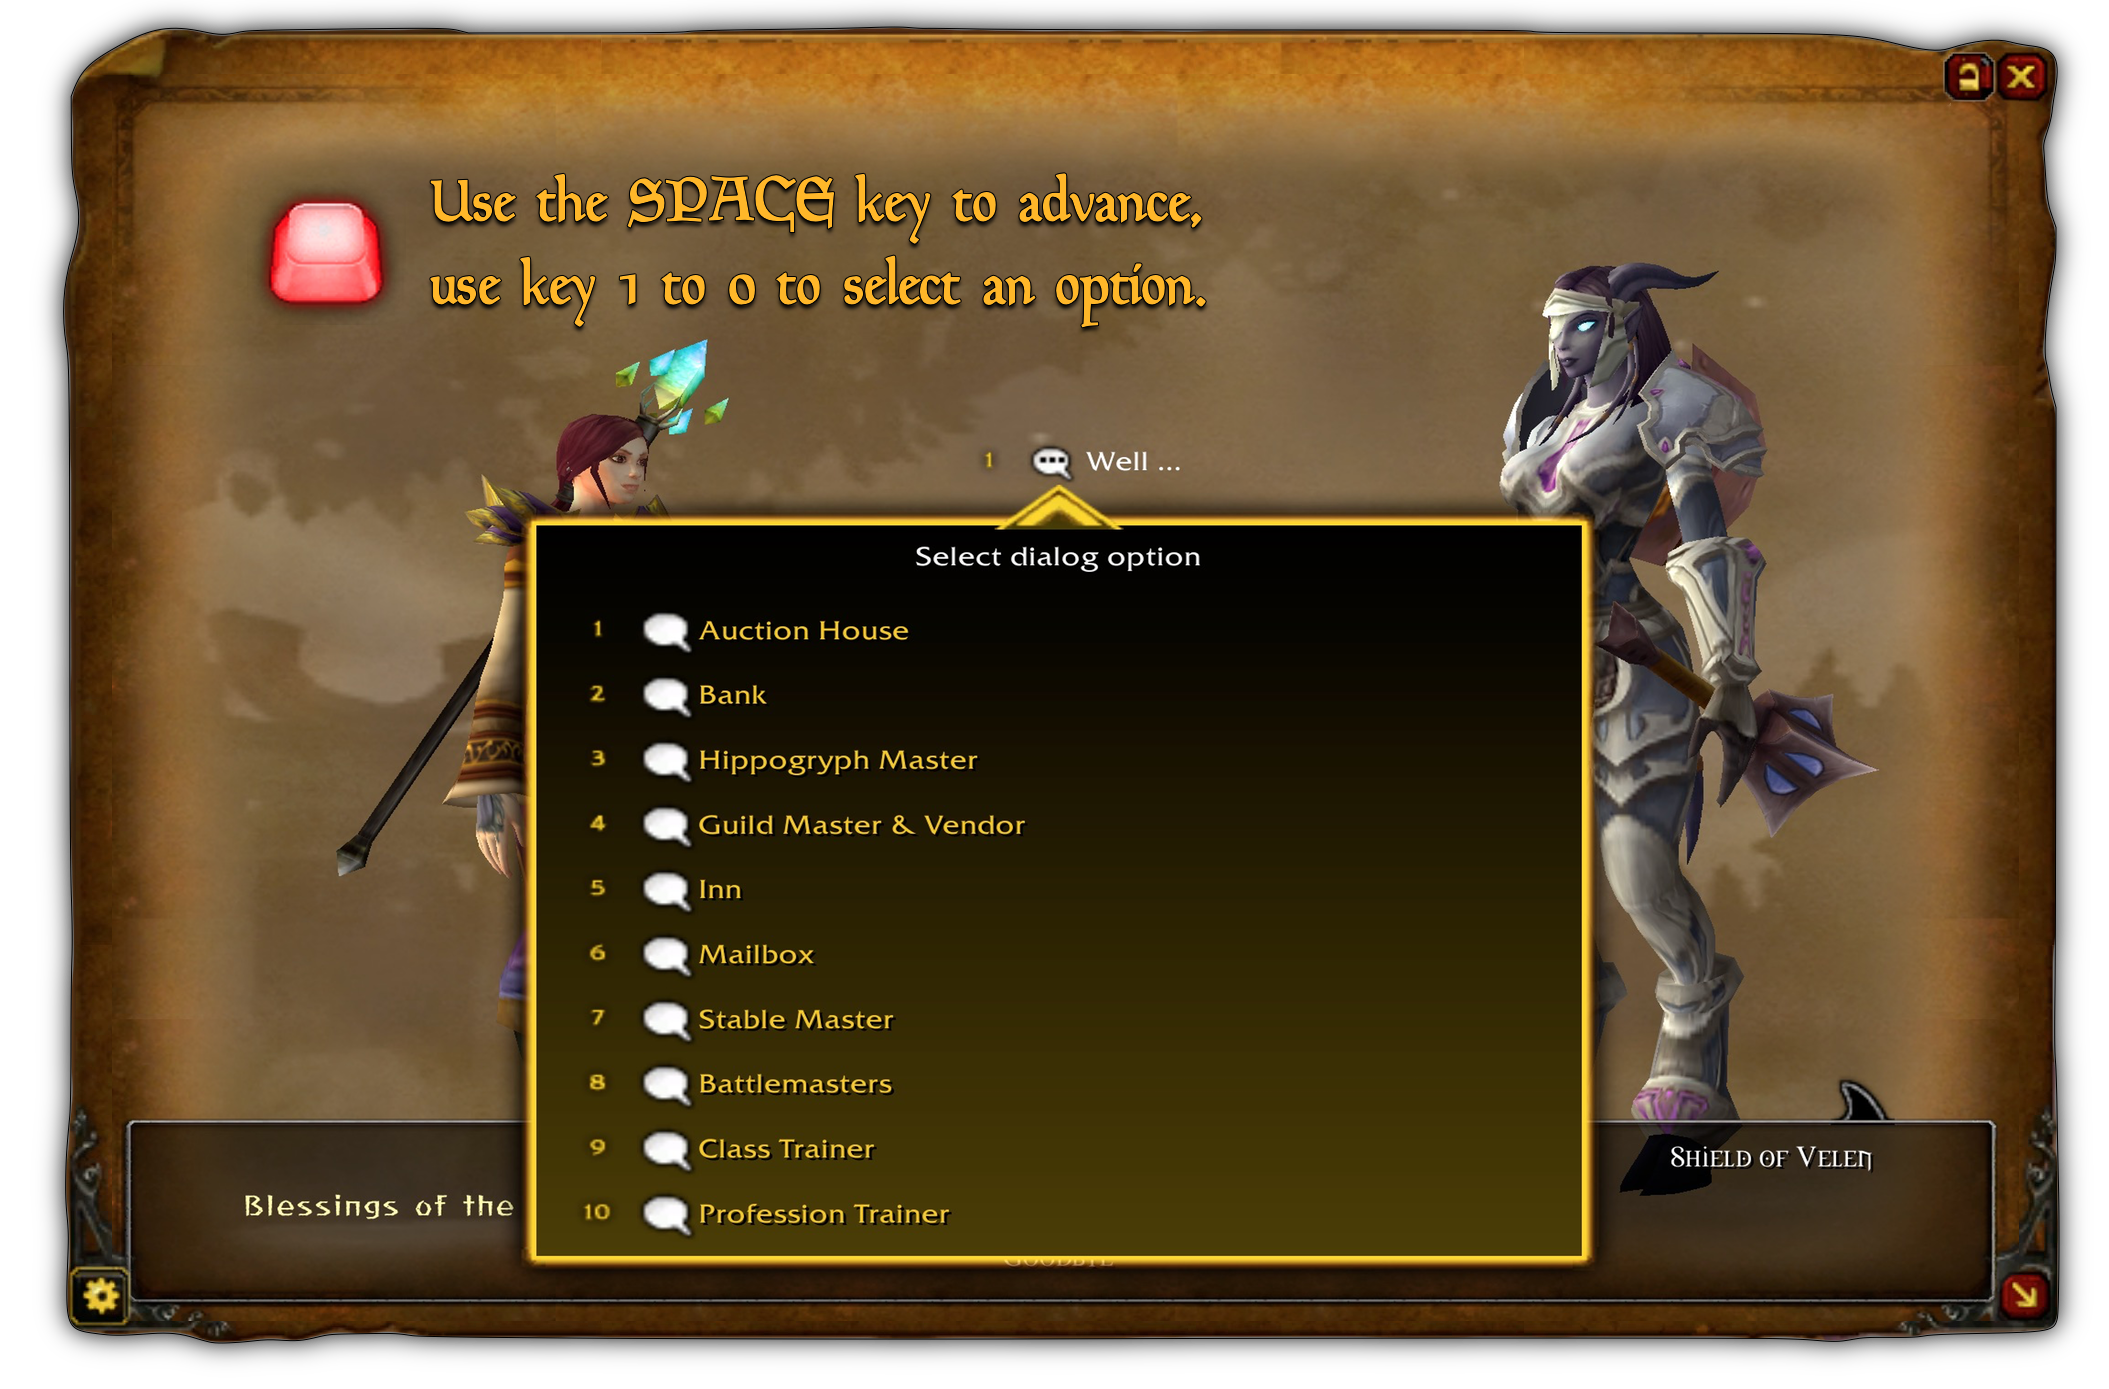 Use the SPACE key to advance,
use key 1 to 0 to select an option.
1 Well ...
Select dialog option
1 Auction House
2 Bank
3 Hippogryph Master
4 Guild Master & Vendor
5 Inn
6 Mailbox
7 Stable Master
8 Battlemasters
9 Class Trainer
10 Profession Trainer
Shield of Velen
Blessings of the
Goodbye